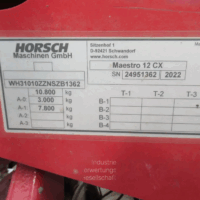 HORSCH
Maschinen GmbH
Sitzenhof 1
D-92421 Schwandorf
www.horsch.com
Maestro 12 CX
SN 24951362 2022
WH31010ZZNSZB1362
10.800 kg
A-0 3.000 kg
A-1 7.800 kg
A-2 kg
A-3 kg
T-1 T-2 T-3
B-1
B-2
B-3
B-4